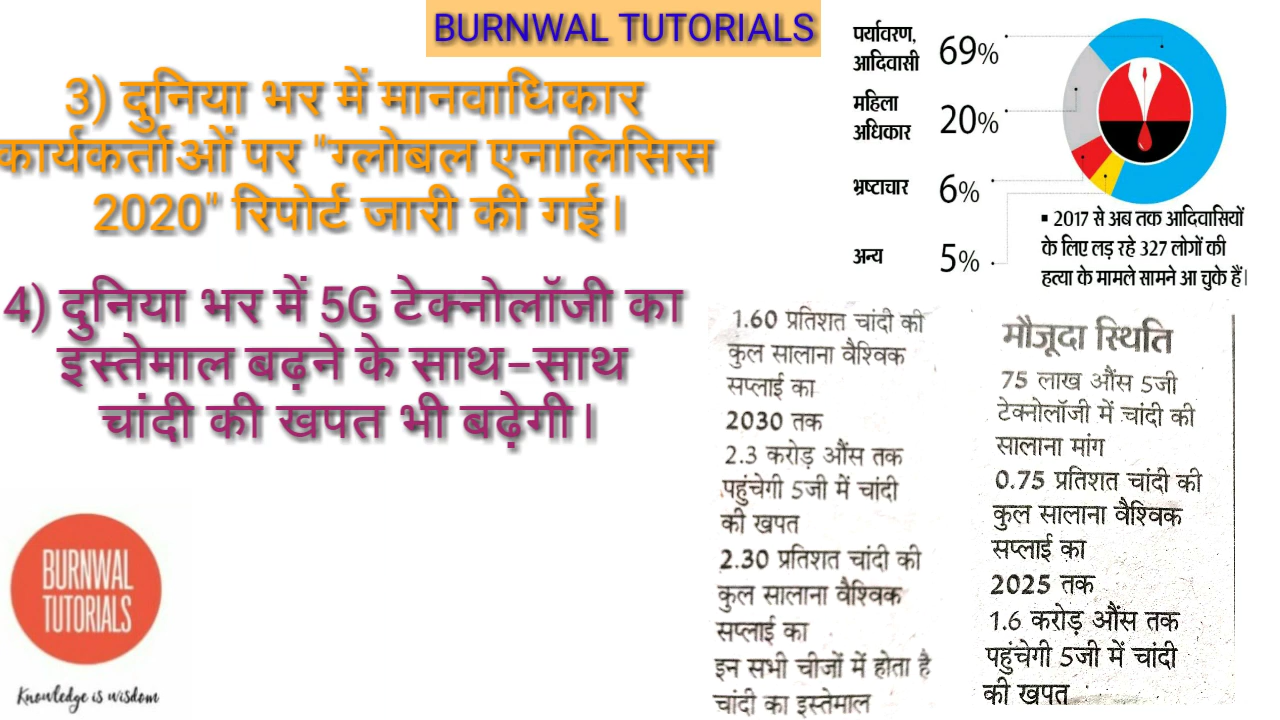 BURNWAL TUTORIALS
3) दुनिया भर में मानवाधिकार
कार्यकर्ताओं पर "ग्लोबल एनालिसिस
2020" रिपोर्ट जारी की गई।
4) दुनिया भर में 5G टेक्नोलॉजी का
इस्तेमाल बढ़ने के साथ-साथ
चांदी की खपत भी बढ़ेगी।
पर्यावरण,
आदिवासी 69%
महिला
अधिकार 20%
भ्रष्टाचार 6%
अन्य 5%
▪ 2017 से अब तक आदिवासियों
के लिए लड़ रहे 327 लोगों की
हत्या के मामले सामने आ चुके हैं।
1.60 प्रतिशत चांदी की
कुल सालाना वैश्विक
सप्लाई का
2030 तक
2.3 करोड़ औंस तक
पहुंचेगी 5जी में चांदी
की खपत
2.30 प्रतिशत चांदी की
कुल सालाना वैश्विक
सप्लाई का
इन सभी चीजों में होता है
चांदी का इस्तेमाल
मौजूदा स्थिति
75 लाख औंस 5जी
टेक्नोलॉजी में चांदी की
सालाना मांग
0.75 प्रतिशत चांदी की
कुल सालाना वैश्विक
सप्लाई का
2025 तक
1.6 करोड़ औंस तक
पहुंचेगी 5जी में चांदी
की खपत
BURNWAL
TUTORIALS
Knowledge is wisdom